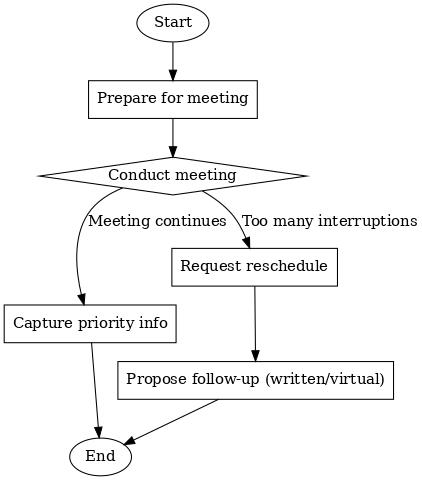 Start
Prepare for meeting
Conduct meeting
Meeting continues
Too many interruptions
Request reschedule
Capture priority info
Propose follow-up (written/virtual)
End